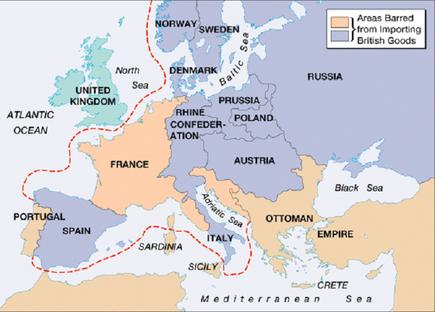 Areas Barred
from Importing
British Goods
NORWAY
SWEDEN
North
Sea
Baltic Sea
DENMARK
RUSSIA
UNITED
KINGDOM
ATLANTIC
OCEAN
PRUSSIA
RHINE
CONFEDER-
ATION
POLAND
FRANCE
AUSTRIA
Black Sea
Adriatic Sea
PORTUGAL
SPAIN
OTTOMAN
EMPIRE
ITALY
SARDINIA
SICILY
CRETE
Mediterranean Sea